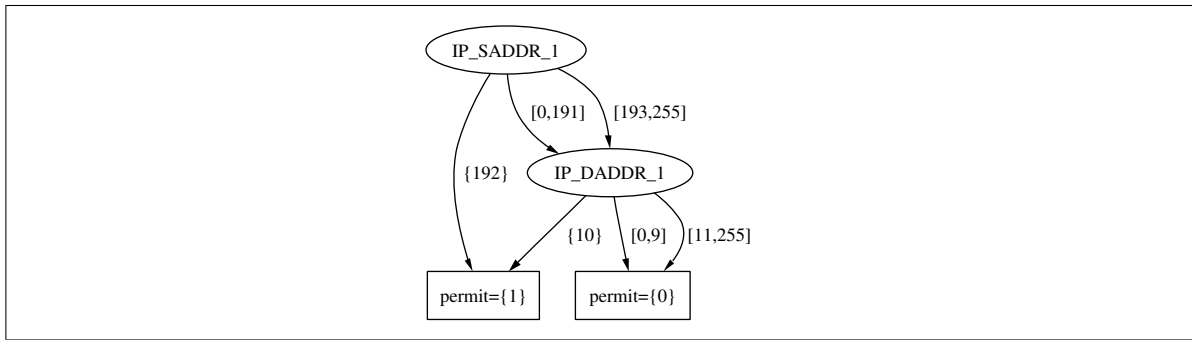 IP_SADDR_1
[0,191]
[193,255]
{192}
IP_DADDR_1
{10}
[0,9]
[11,255]
permit={1}
permit={0}